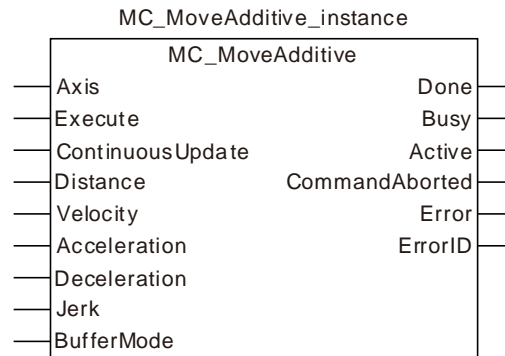 MC_MoveAdditive_instance
MC_MoveAdditive
Axis Done
Execute Busy
ContinuousUpdate Active
Distance CommandAborted
Velocity Error
Acceleration ErrorID
Deceleration
Jerk
BufferMode